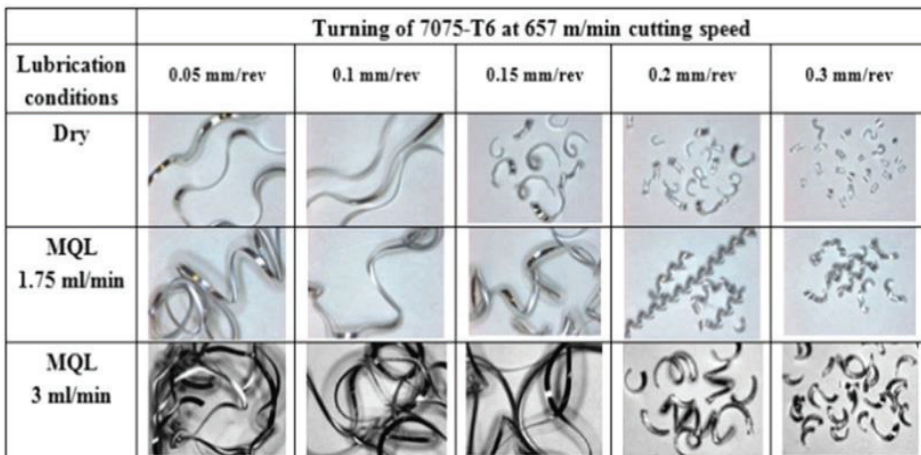 Turning of 7075-T6 at 657 m/min cutting speed
Lubrication
conditions
0.05 mm/rev
0.1 mm/rev
0.15 mm/rev
0.2 mm/rev
0.3 mm/rev
Dry
MQL
1.75 ml/min
MQL
3 ml/min